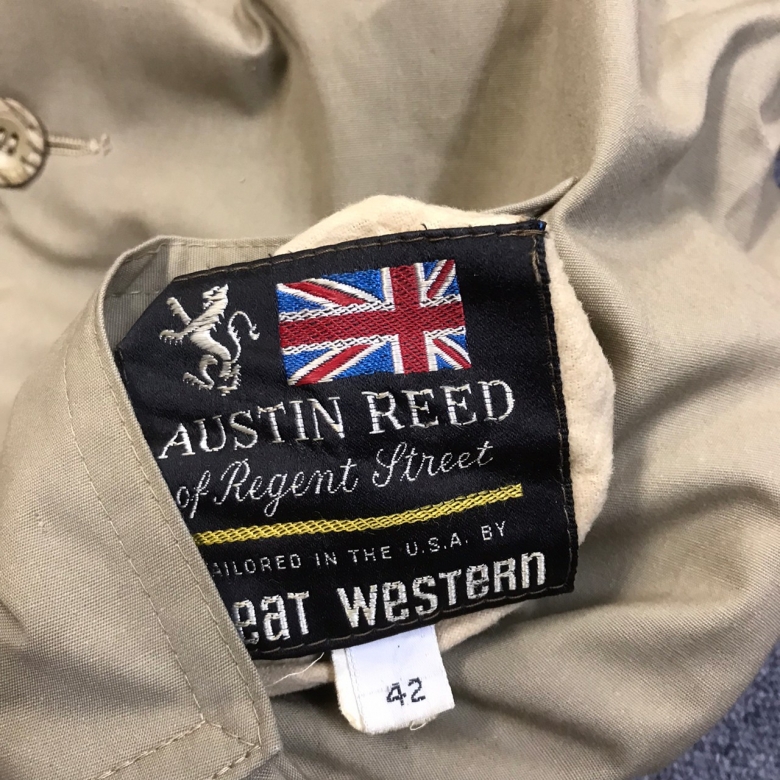 AUSTIN REED
of Regent Street
AILORED IN THE U.S.A. BY
EAT WESTERN
42